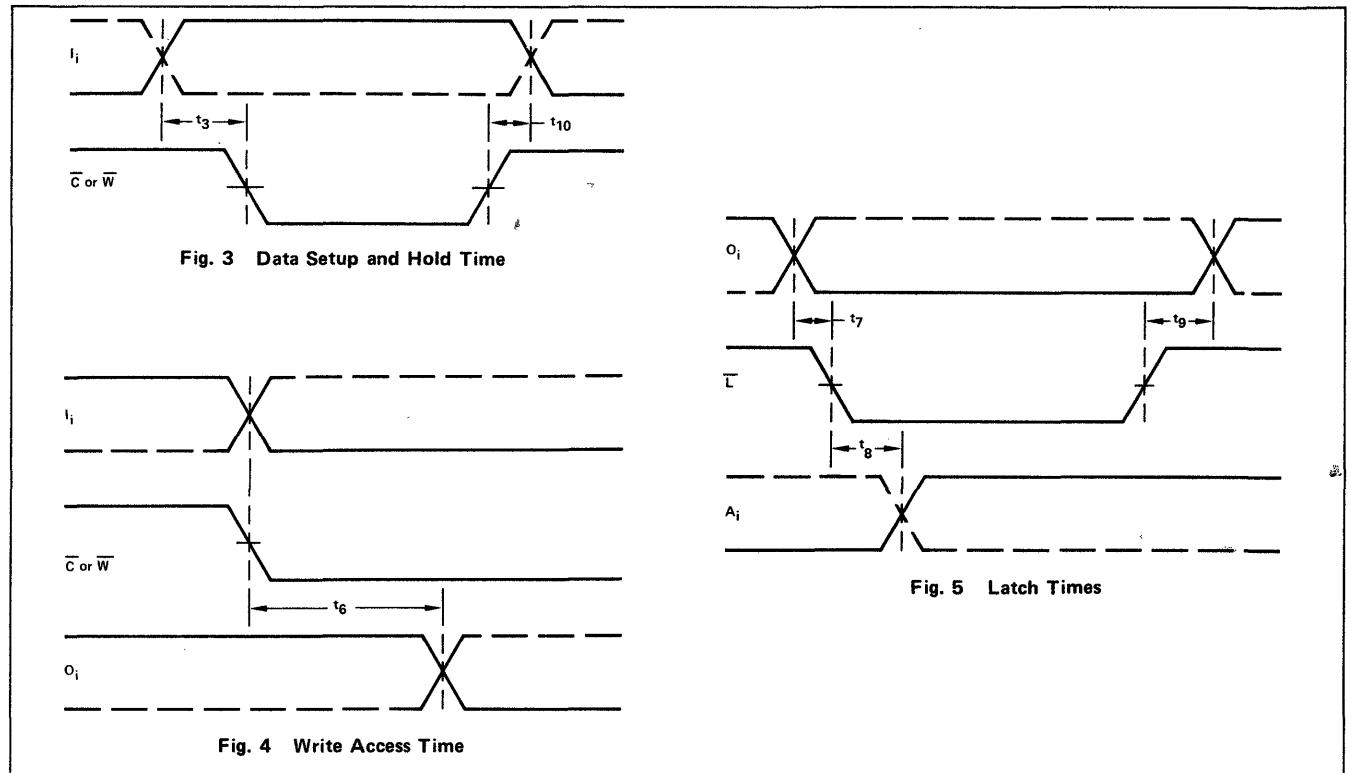 Iᵢ
t₃
t₁₀
C̅ or W̅
Fig. 3 Data Setup and Hold Time
Iᵢ
C̅ or W̅
t₆
Oᵢ
Fig. 4 Write Access Time
Oᵢ
t₇
t₉
L̅
t₈
Aᵢ
Fig. 5 Latch Times